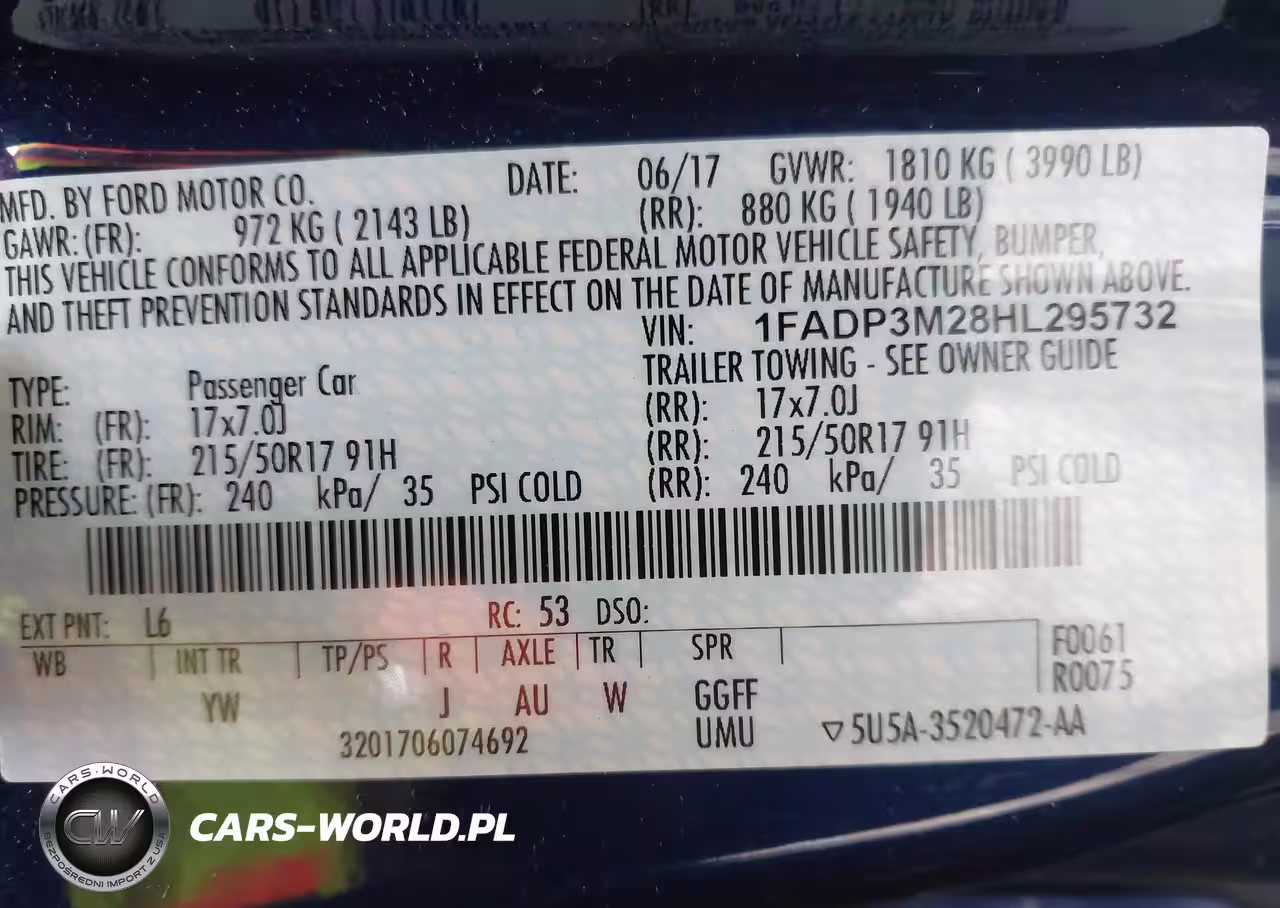 MFD. BY FORD MOTOR CO. DATE: 06/17 GVWR: 1810 KG ( 3990 LB)
GAWR: (FR): 972 KG ( 2143 LB) (RR): 880 KG ( 1940 LB)
THIS VEHICLE CONFORMS TO ALL APPLICABLE FEDERAL MOTOR VEHICLE SAFETY, BUMPER,
AND THEFT PREVENTION STANDARDS IN EFFECT ON THE DATE OF MANUFACTURE SHOWN ABOVE.
VIN: 1FADP3M28HL295732
TYPE: Passenger Car TRAILER TOWING - SEE OWNER GUIDE
RIM: (FR): 17x7.0J (RR): 17x7.0J
TIRE: (FR): 215/50R17 91H (RR): 215/50R17 91H
PRESSURE: (FR): 240 kPa/ 35 PSI COLD (RR): 240 kPa/ 35 PSI COLD
EXT PNT: L6 RC: 53 DSO:
WB INT TR TP/PS R AXLE TR SPR F0061
R0075
YW J AU W GGFF
3201706074692 UMU ▽5U5A-3520472-AA
CARS-WORLD
CW
BEZPOŚREDNI IMPORT Z USA
CARS-WORLD.PL